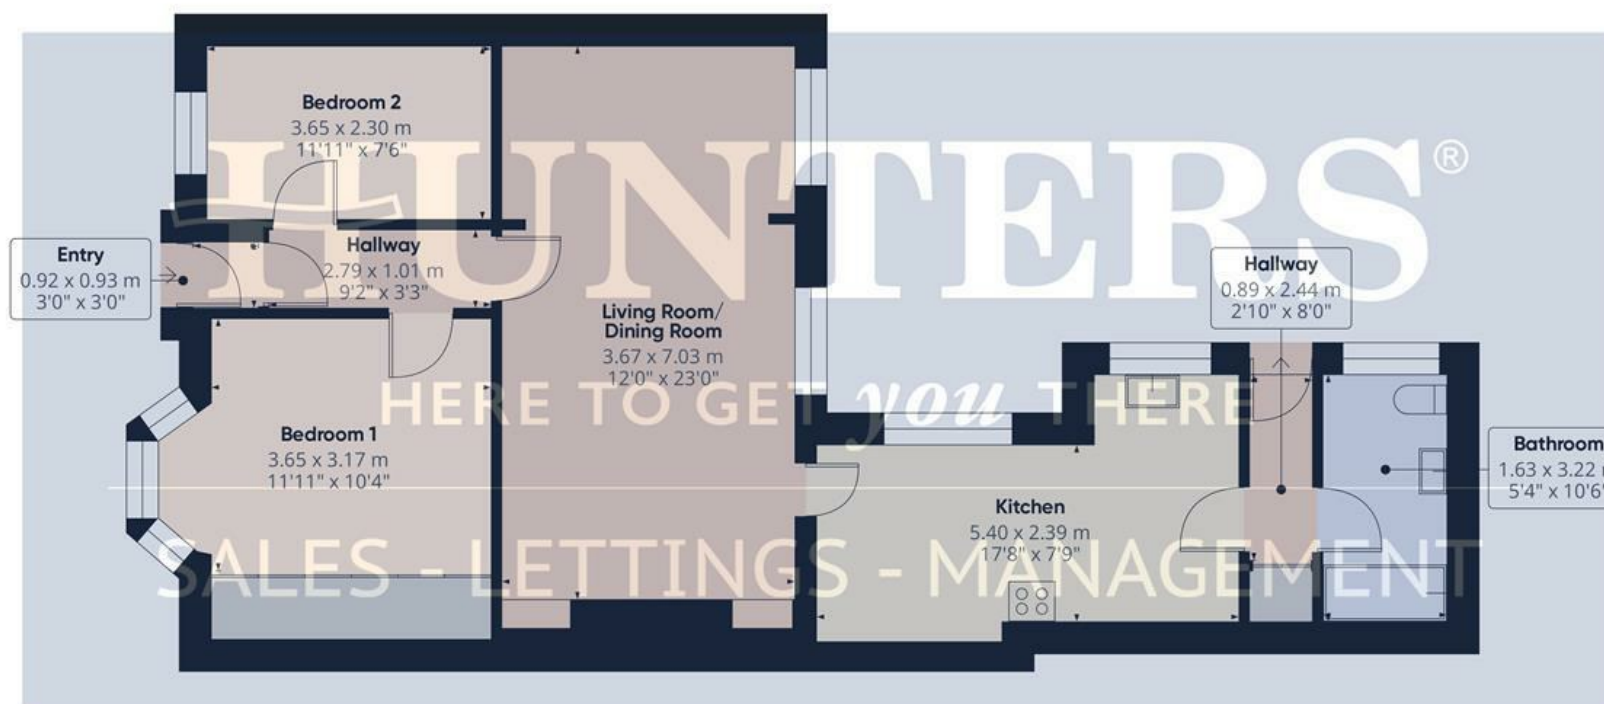 Bedroom 2
3.65 x 2.30 m
11'11" x 7'6"
HUNTERS®
Entry
0.92 x 0.93 m
3'0" x 3'0"
Hallway
2.79 x 1.01 m
9'2" x 3'3"
Hallway
0.89 x 2.44 m
2'10" x 8'0"
Living Room/
Dining Room
3.67 x 7.03 m
12'0" x 23'0"
HERE TO GET you THERE
Bedroom 1
3.65 x 3.17 m
11'11" x 10'4"
Bathroom
1.63 x 3.22
5'4" x 10'6"
Kitchen
5.40 x 2.39 m
17'8" x 7'9"
SALES - LETTINGS - MANAGEMENT